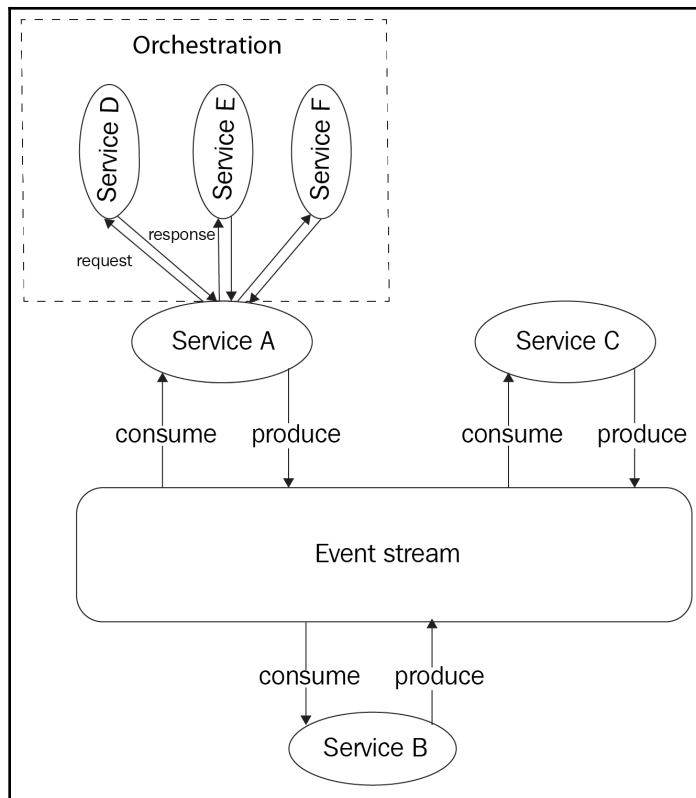 Orchestration
Service D
Service E
Service F
response
request
Service A
Service C
consume
produce
consume
produce
Event stream
consume
produce
Service B